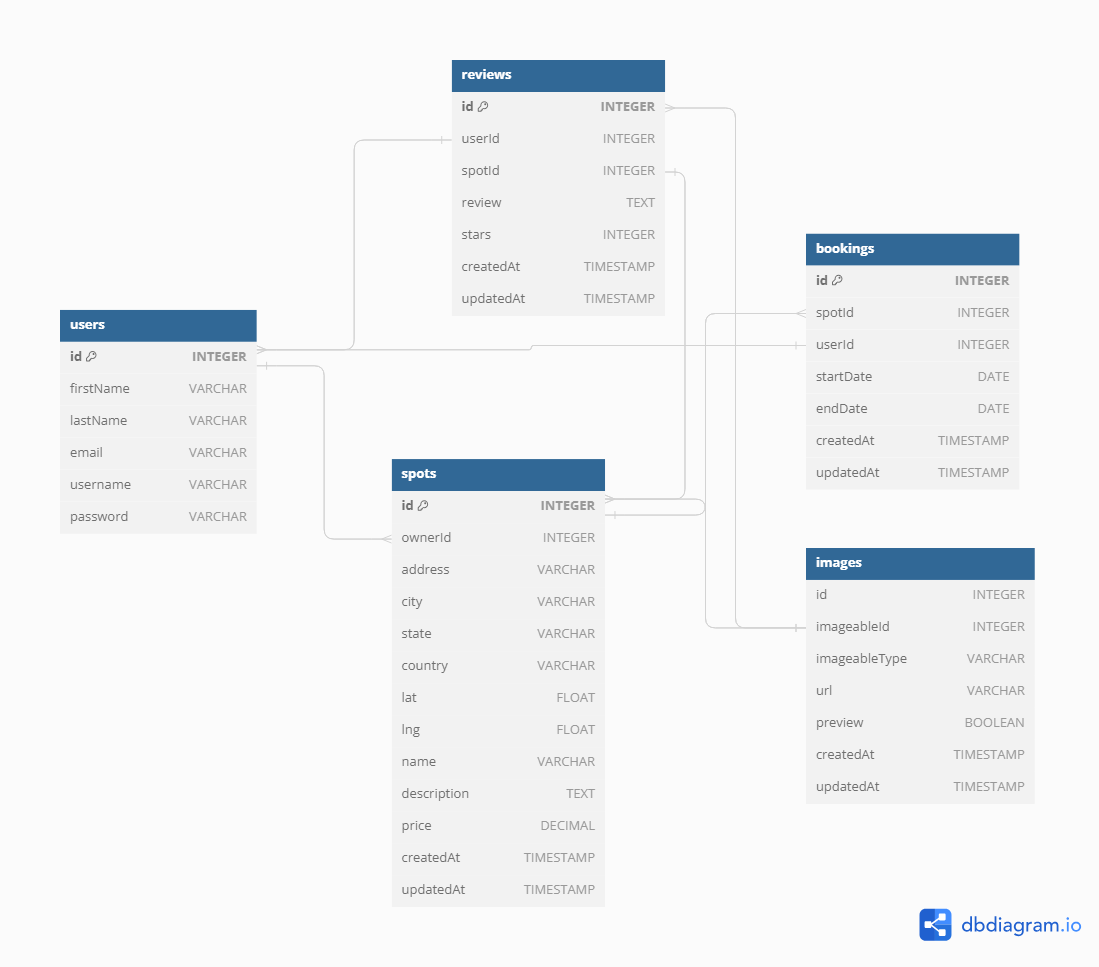 reviews
id INTEGER
userId INTEGER
spotId INTEGER
review TEXT
stars INTEGER
createdAt TIMESTAMP
updatedAt TIMESTAMP
bookings
id INTEGER
spotId INTEGER
userId INTEGER
startDate DATE
endDate DATE
createdAt TIMESTAMP
updatedAt TIMESTAMP
users
id INTEGER
firstName VARCHAR
lastName VARCHAR
email VARCHAR
username VARCHAR
password VARCHAR
spots
id INTEGER
ownerId INTEGER
address VARCHAR
city VARCHAR
state VARCHAR
country VARCHAR
lat FLOAT
lng FLOAT
name VARCHAR
description TEXT
price DECIMAL
createdAt TIMESTAMP
updatedAt TIMESTAMP
images
id INTEGER
imageableId INTEGER
imageableType VARCHAR
url VARCHAR
preview BOOLEAN
createdAt TIMESTAMP
updatedAt TIMESTAMP
dbdiagram.io